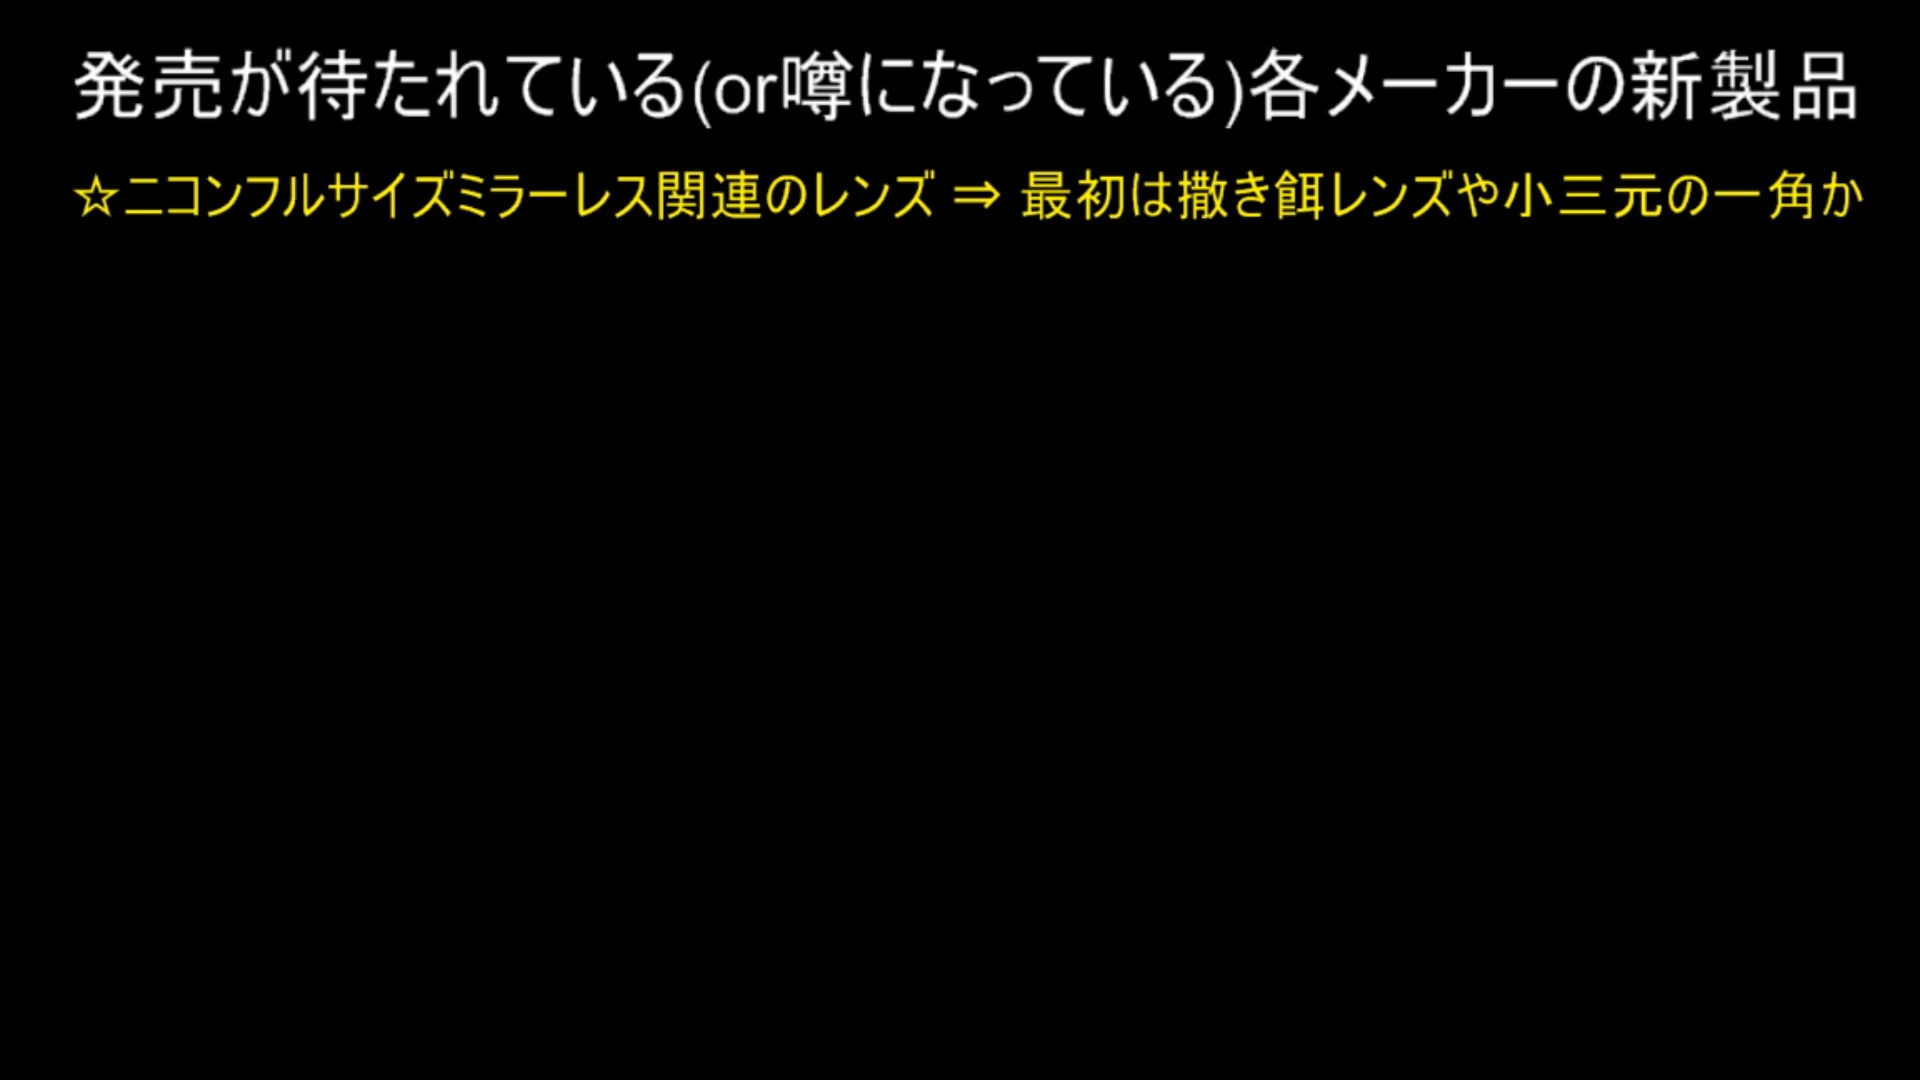 発売が待たれている(or噂になっている)各メーカーの新製品
☆ニコンフルサイズミラーレス関連のレンズ ⇒ 最初は撒き餌レンズや小三元の一角か